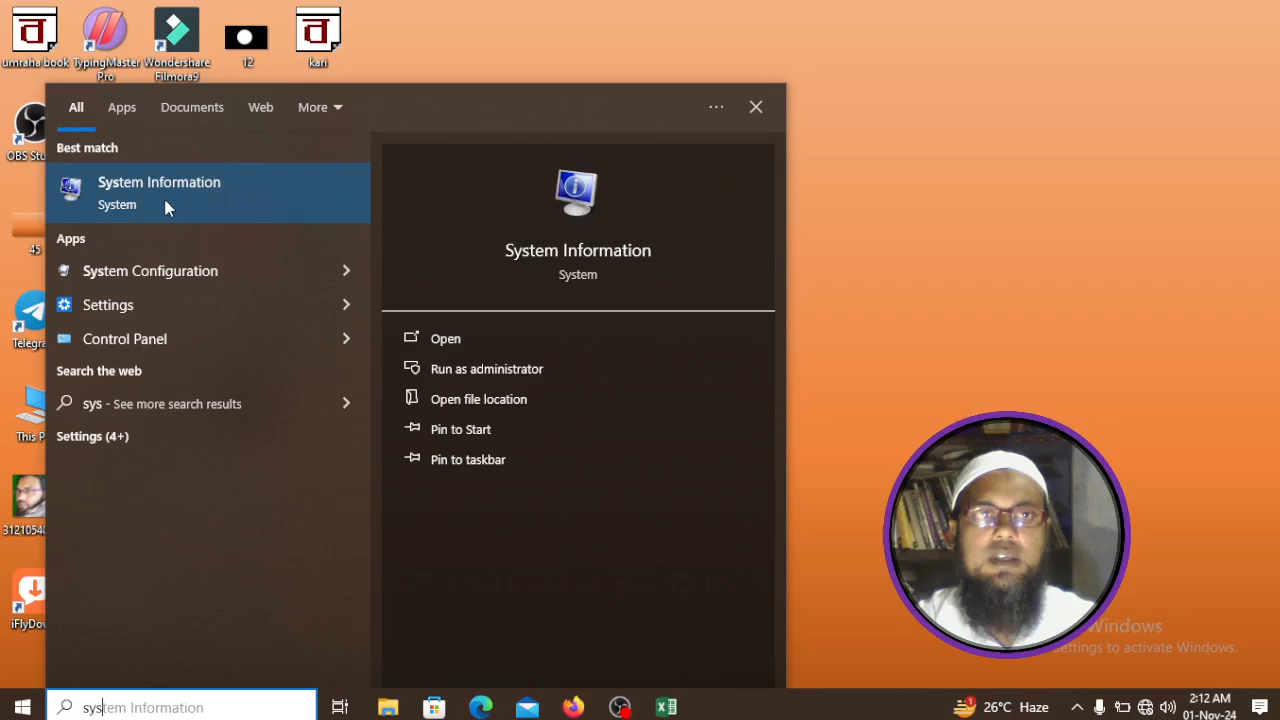 umraha book
TypingMaster Pro
Wondershare Filmora9
12
kari
All
Apps
Documents
Web
More
Best match
System Information
System
Apps
System Configuration
Settings
Control Panel
Search the web
sys - See more search results
Settings (4+)
System Information
System
Open
Run as administrator
Open file location
Pin to Start
Pin to taskbar
OBS Stu
45
Telegra
This P
31210548
iFlyDo
Windows
Settings to activate Windows.
system Information
26°C Haze
2:12 AM
01-Nov-24